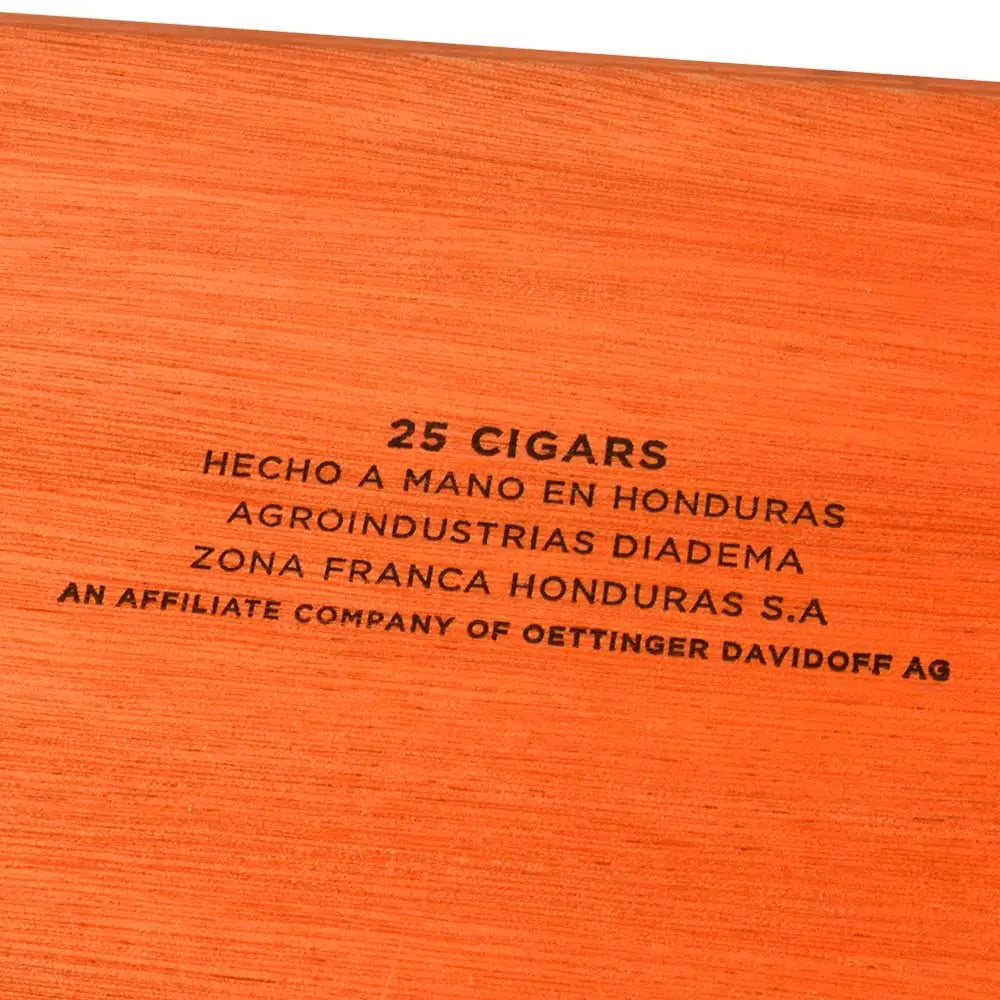 25 CIGARS
HECHO A MANO EN HONDURAS
AGROINDUSTRIAS DIADEMA
ZONA FRANCA HONDURAS S.A
AN AFFILIATE COMPANY OF OETTINGER DAVIDOFF AG